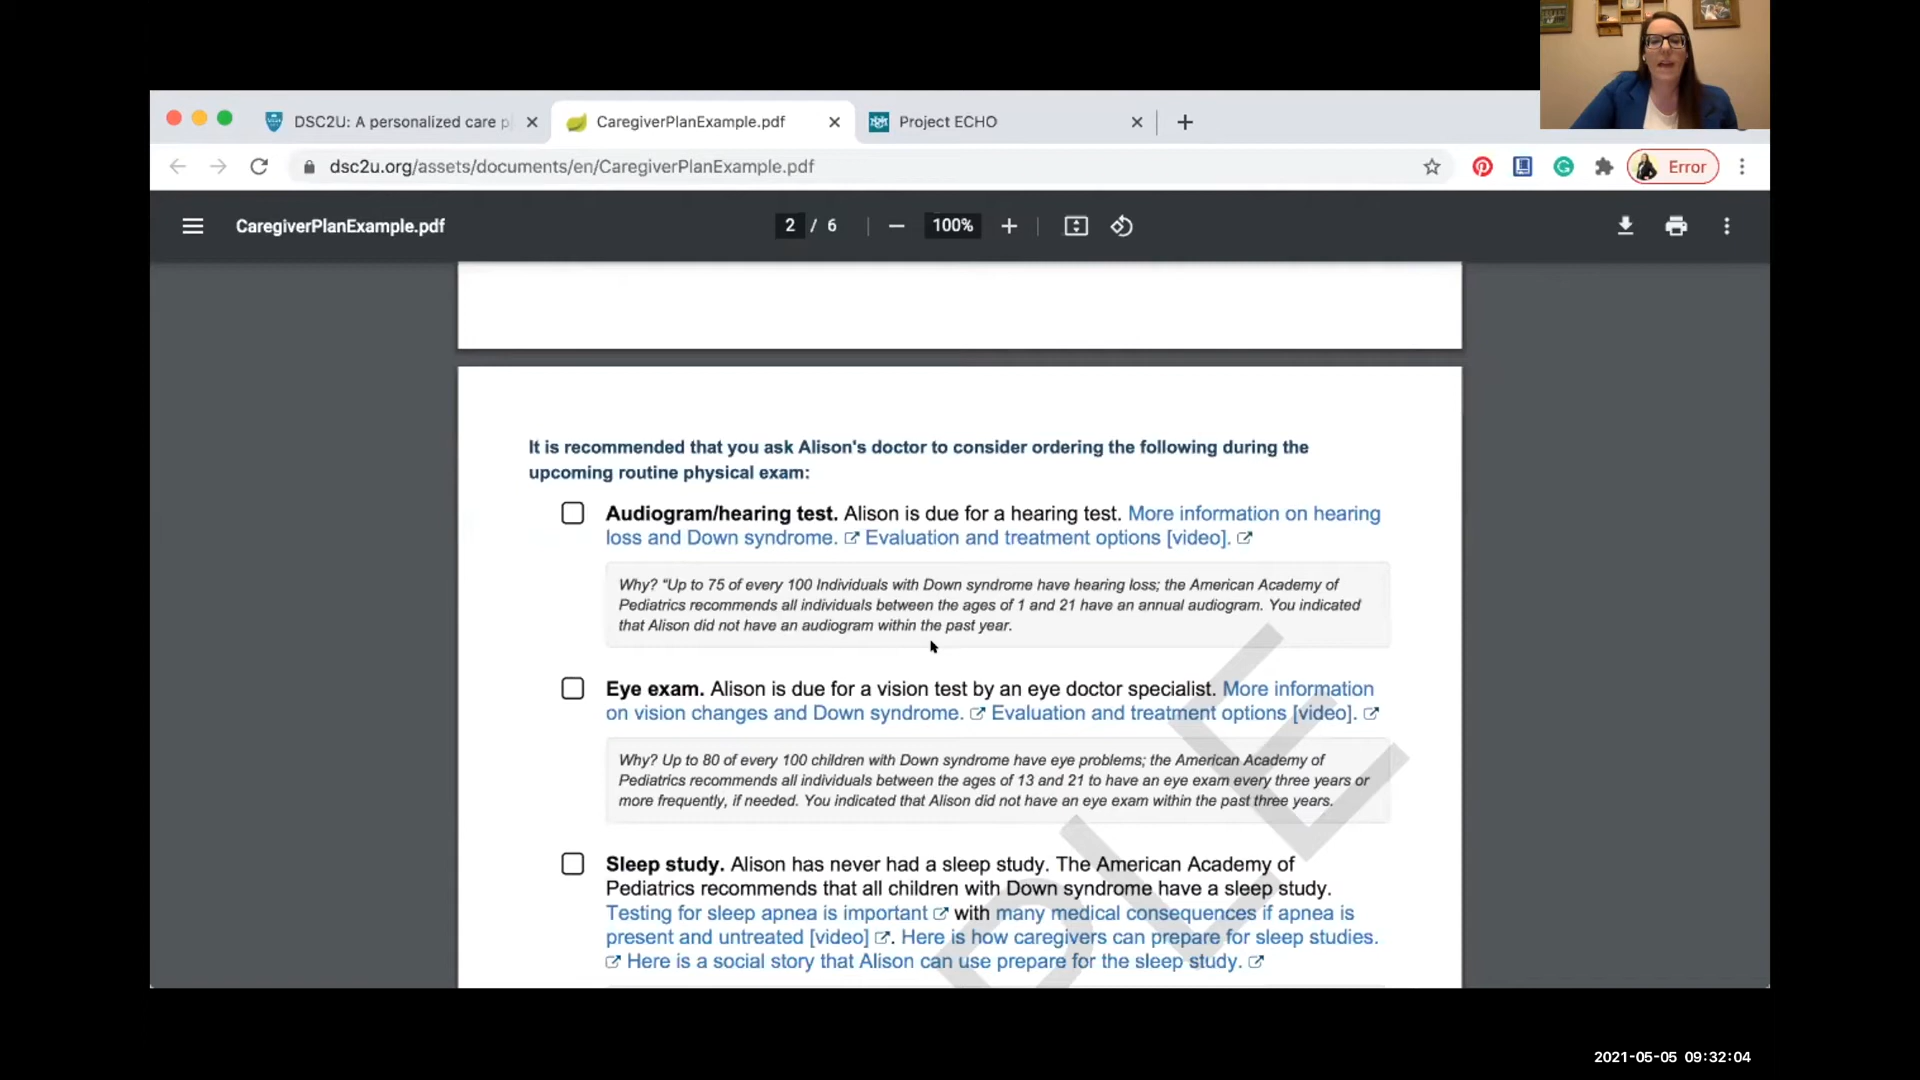 DSC2U: A personalized care p
CaregiverPlanExample.pdf
Project ECHO
dsc2u.org/assets/documents/en/CaregiverPlanExample.pdf
Error
CaregiverPlanExample.pdf
2 / 6
100%
It is recommended that you ask Alison's doctor to consider ordering the following during the
upcoming routine physical exam:
Audiogram/hearing test. Alison is due for a hearing test. More information on hearing
loss and Down syndrome. Evaluation and treatment options [video].
Why? "Up to 75 of every 100 Individuals with Down syndrome have hearing loss; the American Academy of
Pediatrics recommends all individuals between the ages of 1 and 21 have an annual audiogram. You indicated
that Alison did not have an audiogram within the past year.
Eye exam. Alison is due for a vision test by an eye doctor specialist. More information
on vision changes and Down syndrome. Evaluation and treatment options [video].
Why? Up to 80 of every 100 children with Down syndrome have eye problems; the American Academy of
Pediatrics recommends all individuals between the ages of 13 and 21 to have an eye exam every three years or
more frequently, if needed. You indicated that Alison did not have an eye exam within the past three years.
Sleep study. Alison has never had a sleep study. The American Academy of
Pediatrics recommends that all children with Down syndrome have a sleep study.
Testing for sleep apnea is important with many medical consequences if apnea is
present and untreated [video]. Here is how caregivers can prepare for sleep studies.
Here is a social story that Alison can use prepare for the sleep study.
PLE
2021-05-05 09:32:04